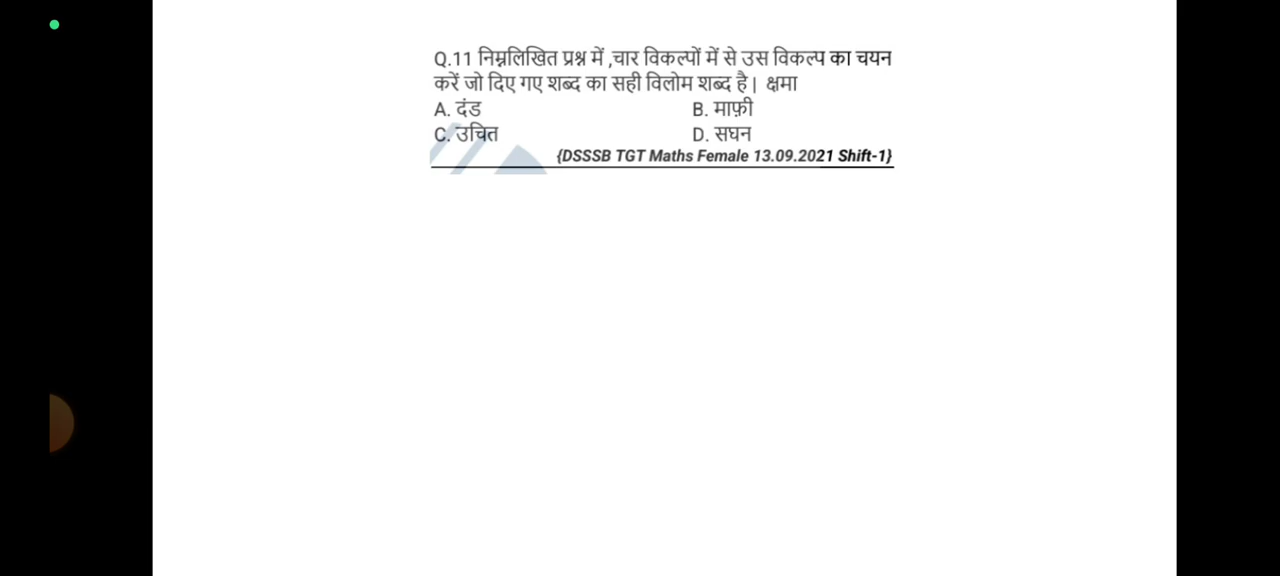 Q.11 निम्नलिखित प्रश्न में ,चार विकल्पों में से उस विकल्प का चयन
करें जो दिए गए शब्द का सही विलोम शब्द है| क्षमा
A. दंड B. माफ़ी
C. उचित D. सघन
{DSSSB TGT Maths Female 13.09.2021 Shift-1}